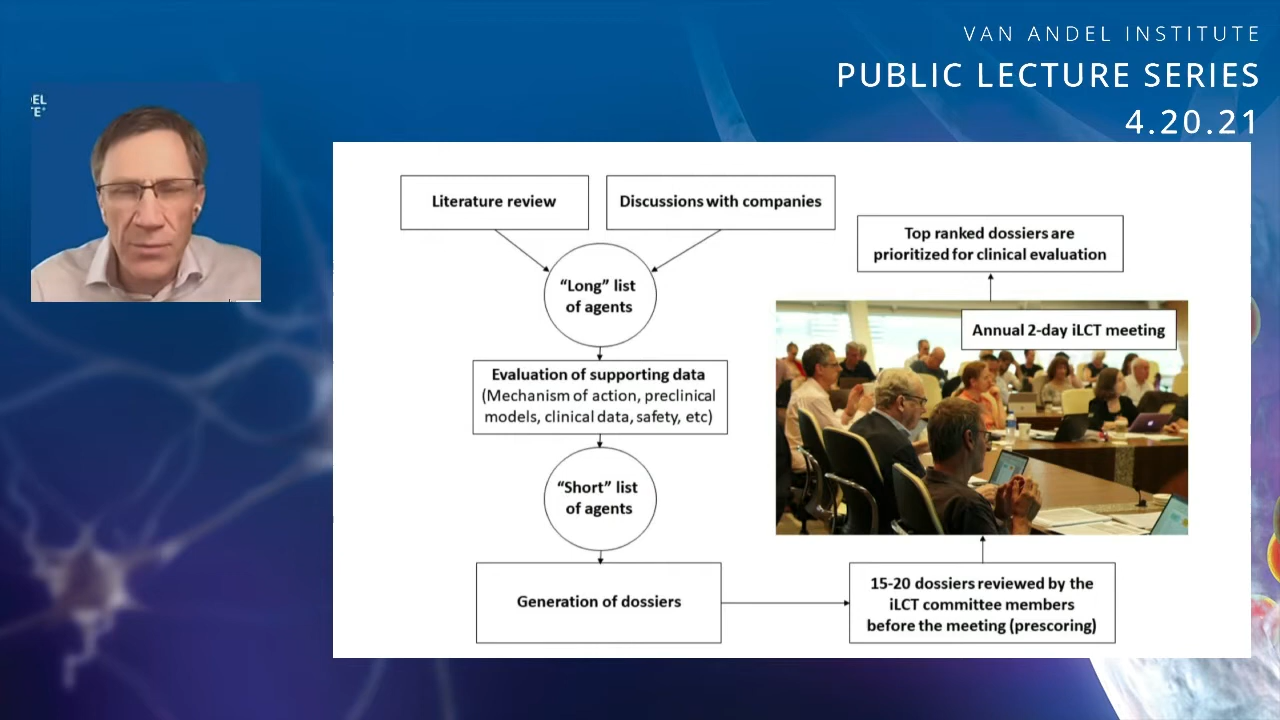 VAN ANDEL INSTITUTE
PUBLIC LECTURE SERIES
4.20.21
Literature review
Discussions with companies
“Long” list
of agents
Evaluation of supporting data
(Mechanism of action, preclinical
models, clinical data, safety, etc)
“Short” list
of agents
Generation of dossiers
15-20 dossiers reviewed by the
iLCT committee members
before the meeting (prescoring)
Annual 2-day iLCT meeting
Top ranked dossiers are
prioritized for clinical evaluation